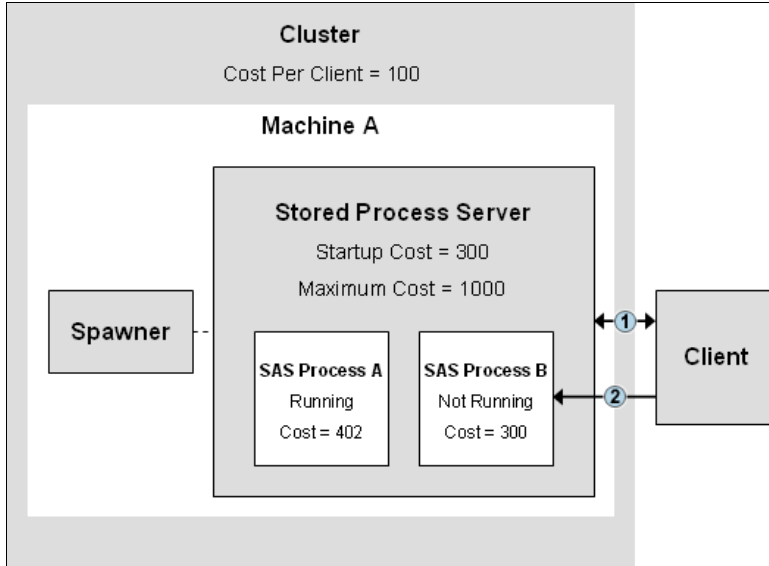 Cluster
Cost Per Client = 100
Machine A
Stored Process Server
Startup Cost = 300
Maximum Cost = 1000
Spawner
SAS Process A
Running
Cost = 402
SAS Process B
Not Running
Cost = 300
1
2
Client